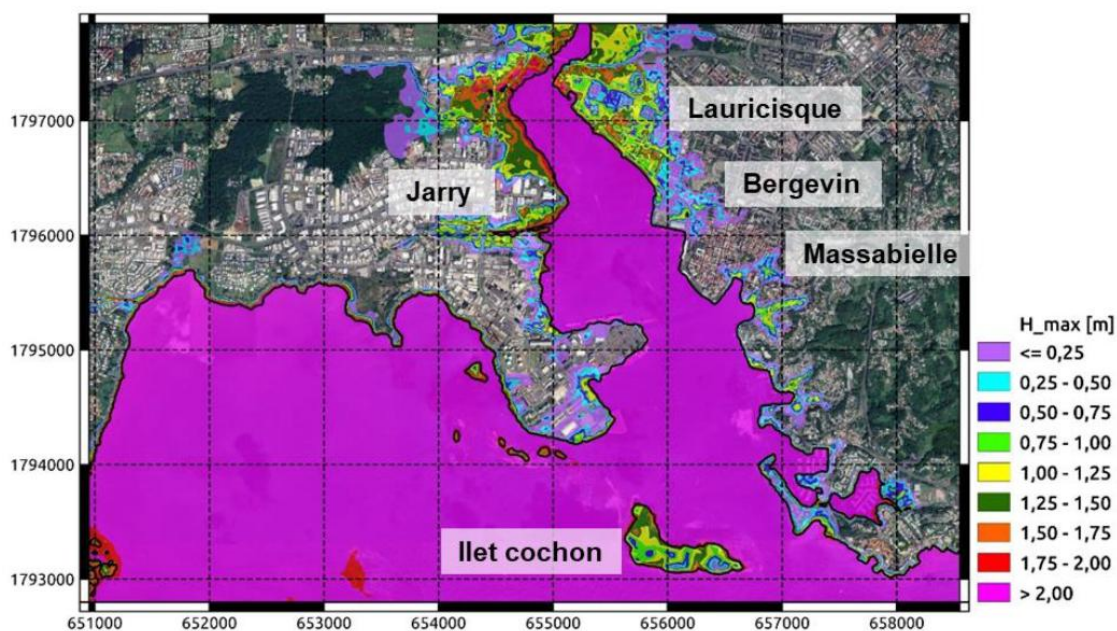 1797000
1796000
1795000
1794000
1793000
Lauricisque
Bergevin
Jarry
Massabielle
Ilet cochon
H_max [m]
<= 0,25
0,25 - 0,50
0,50 - 0,75
0,75 - 1,00
1,00 - 1,25
1,25 - 1,50
1,50 - 1,75
1,75 - 2,00
> 2,00
651000 652000 653000 654000 655000 656000 657000 658000